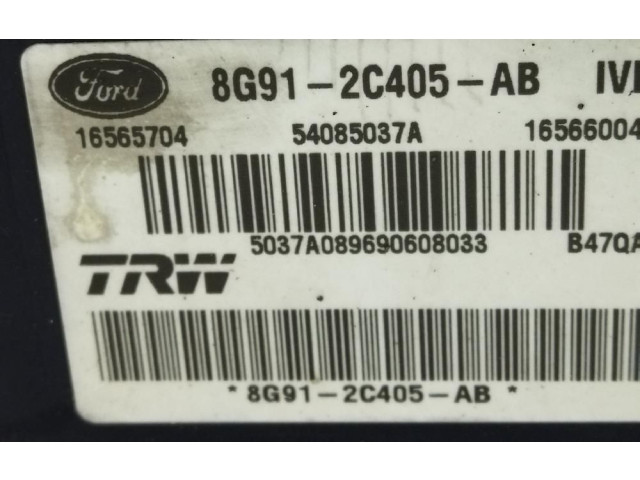 Ford 8G91-2C405-AB
16565704 54085037A 16566004
5037A089690608033 B47QA
TRW
* 8G91-2C405-AB *